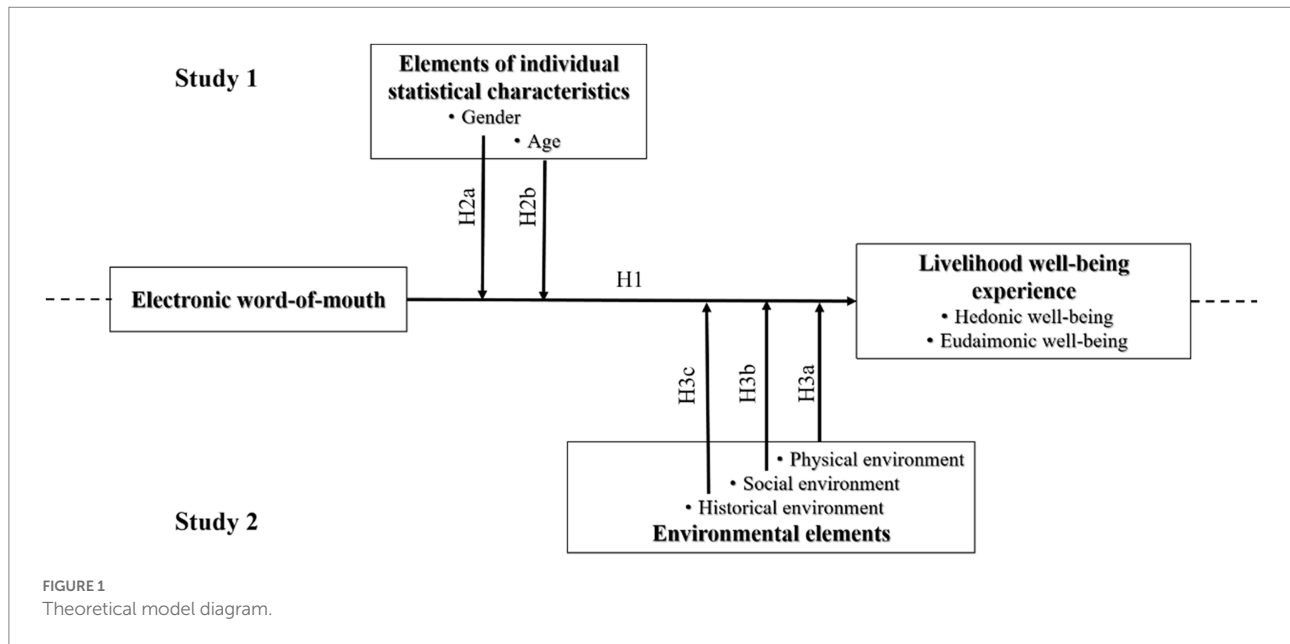 Study 1
Elements of individual
statistical characteristics
• Gender
• Age
H2a
H2b
Electronic word-of-mouth
H1
Livelihood well-being
experience
• Hedonic well-being
• Eudaimonic well-being
H3c
H3b
H3a
• Physical environment
• Social environment
• Historical environment
Environmental elements
Study 2
FIGURE 1
Theoretical model diagram.